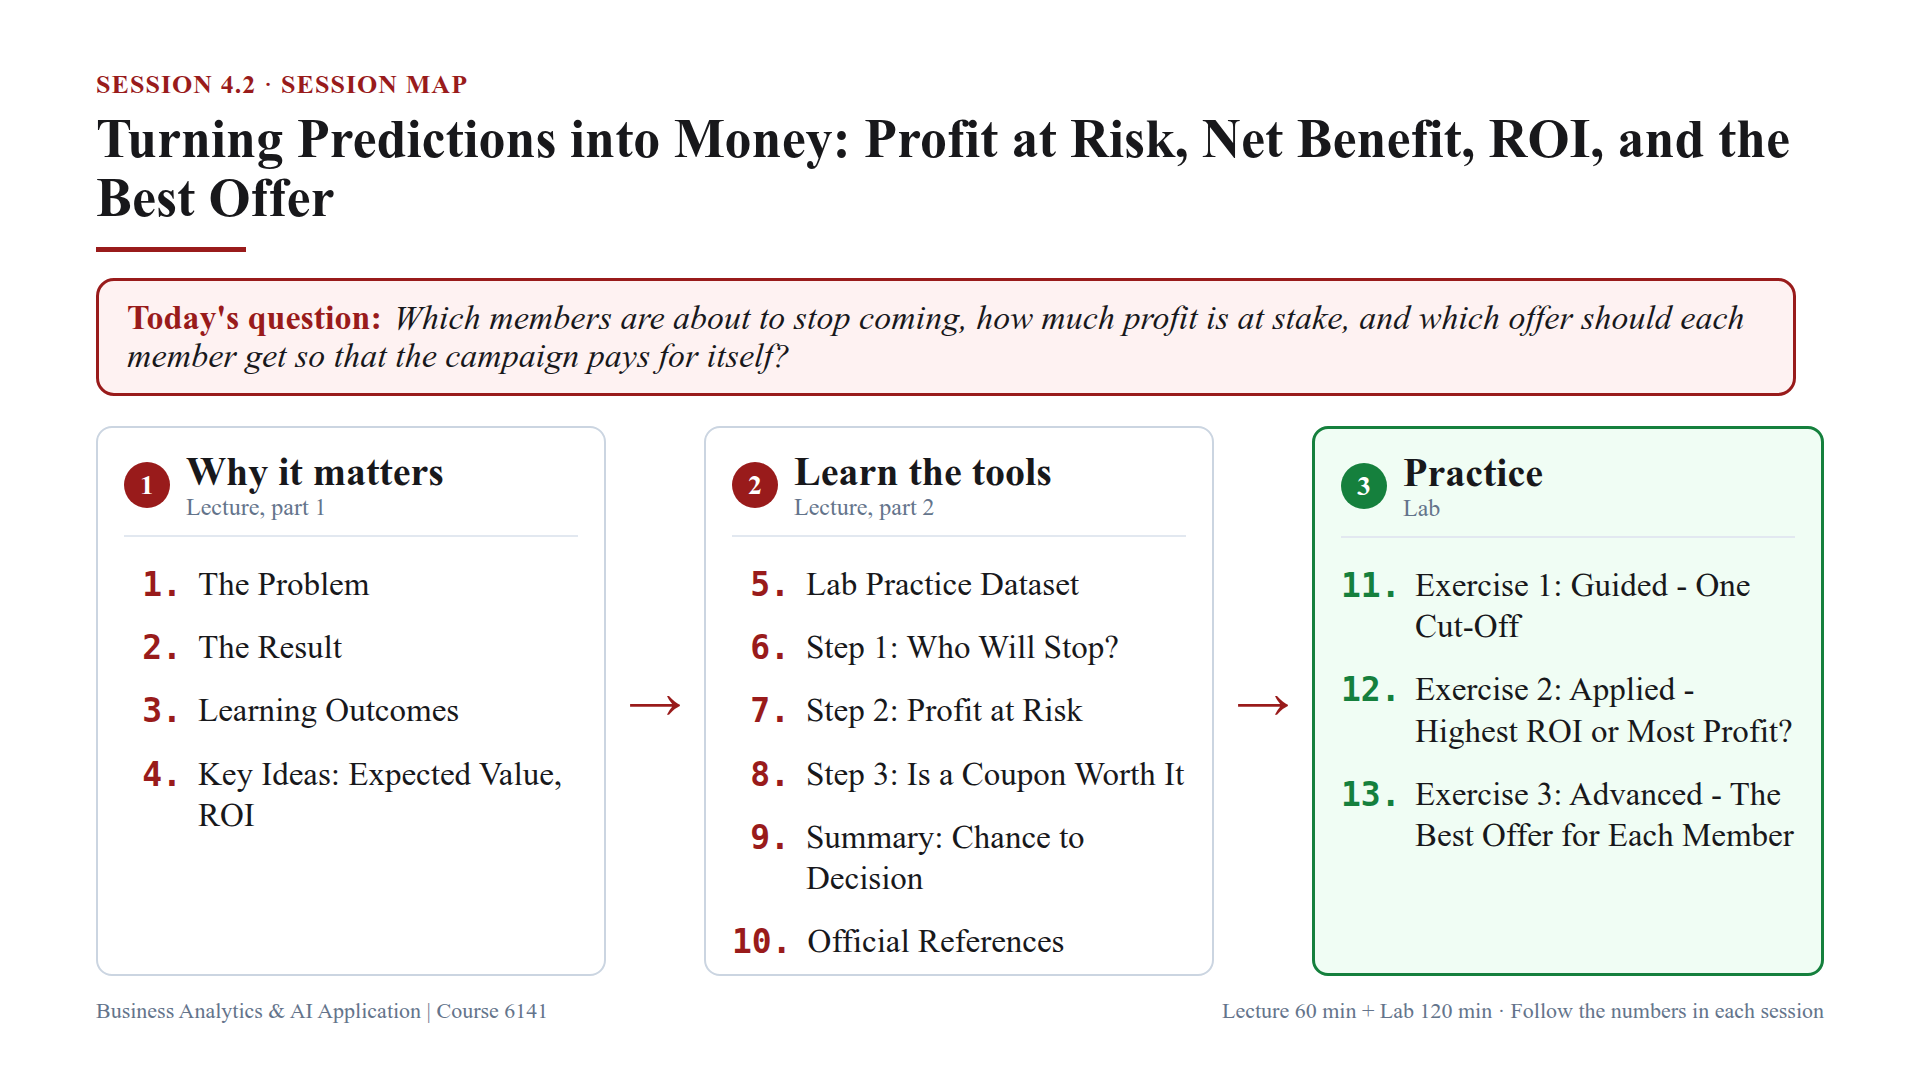 SESSION 4.2 · SESSION MAP
Turning Predictions into Money: Profit at Risk, Net Benefit, ROI, and the
Best Offer
Today's question: Which members are about to stop coming, how much profit is at stake, and which offer should each
member get so that the campaign pays for itself?
1 Why it matters
Lecture, part 1
1. The Problem
2. The Result
3. Learning Outcomes
4. Key Ideas: Expected Value,
ROI
→
2 Learn the tools
Lecture, part 2
5. Lab Practice Dataset
6. Step 1: Who Will Stop?
7. Step 2: Profit at Risk
8. Step 3: Is a Coupon Worth It
9. Summary: Chance to
Decision
10. Official References
→
3 Practice
Lab
11. Exercise 1: Guided - One
Cut-Off
12. Exercise 2: Applied -
Highest ROI or Most Profit?
13. Exercise 3: Advanced - The
Best Offer for Each Member
Business Analytics & AI Application | Course 6141
Lecture 60 min + Lab 120 min · Follow the numbers in each session